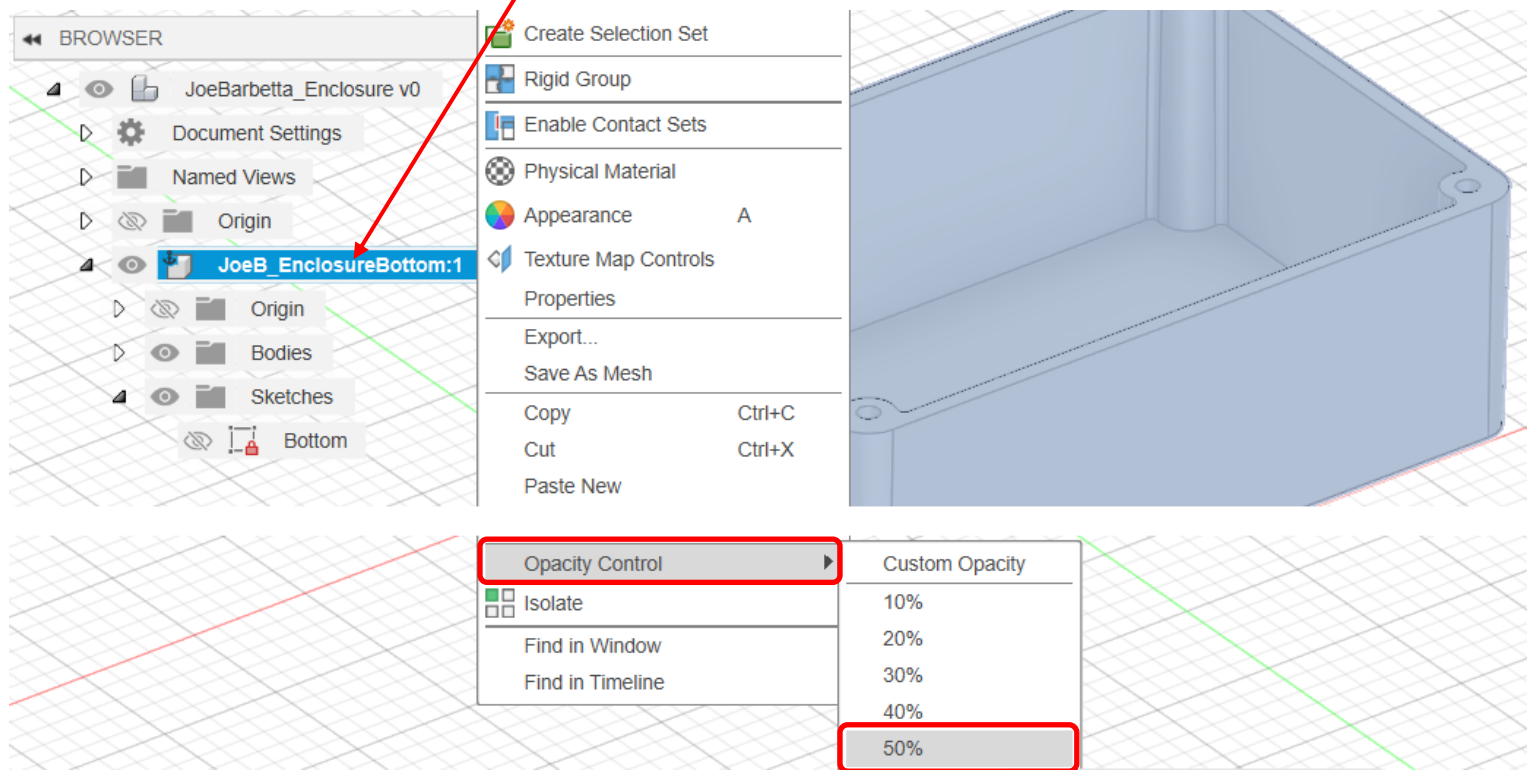 BROWSER
JoeBarbetta_Enclosure v0
Document Settings
Named Views
Origin
JoeB_EnclosureBottom:1
Origin
Bodies
Sketches
Bottom
Create Selection Set
Rigid Group
Enable Contact Sets
Physical Material
Appearance A
Texture Map Controls
Properties
Export...
Save As Mesh
Copy Ctrl+C
Cut Ctrl+X
Paste New
Opacity Control
Isolate
Find in Window
Find in Timeline
Custom Opacity
10%
20%
30%
40%
50%